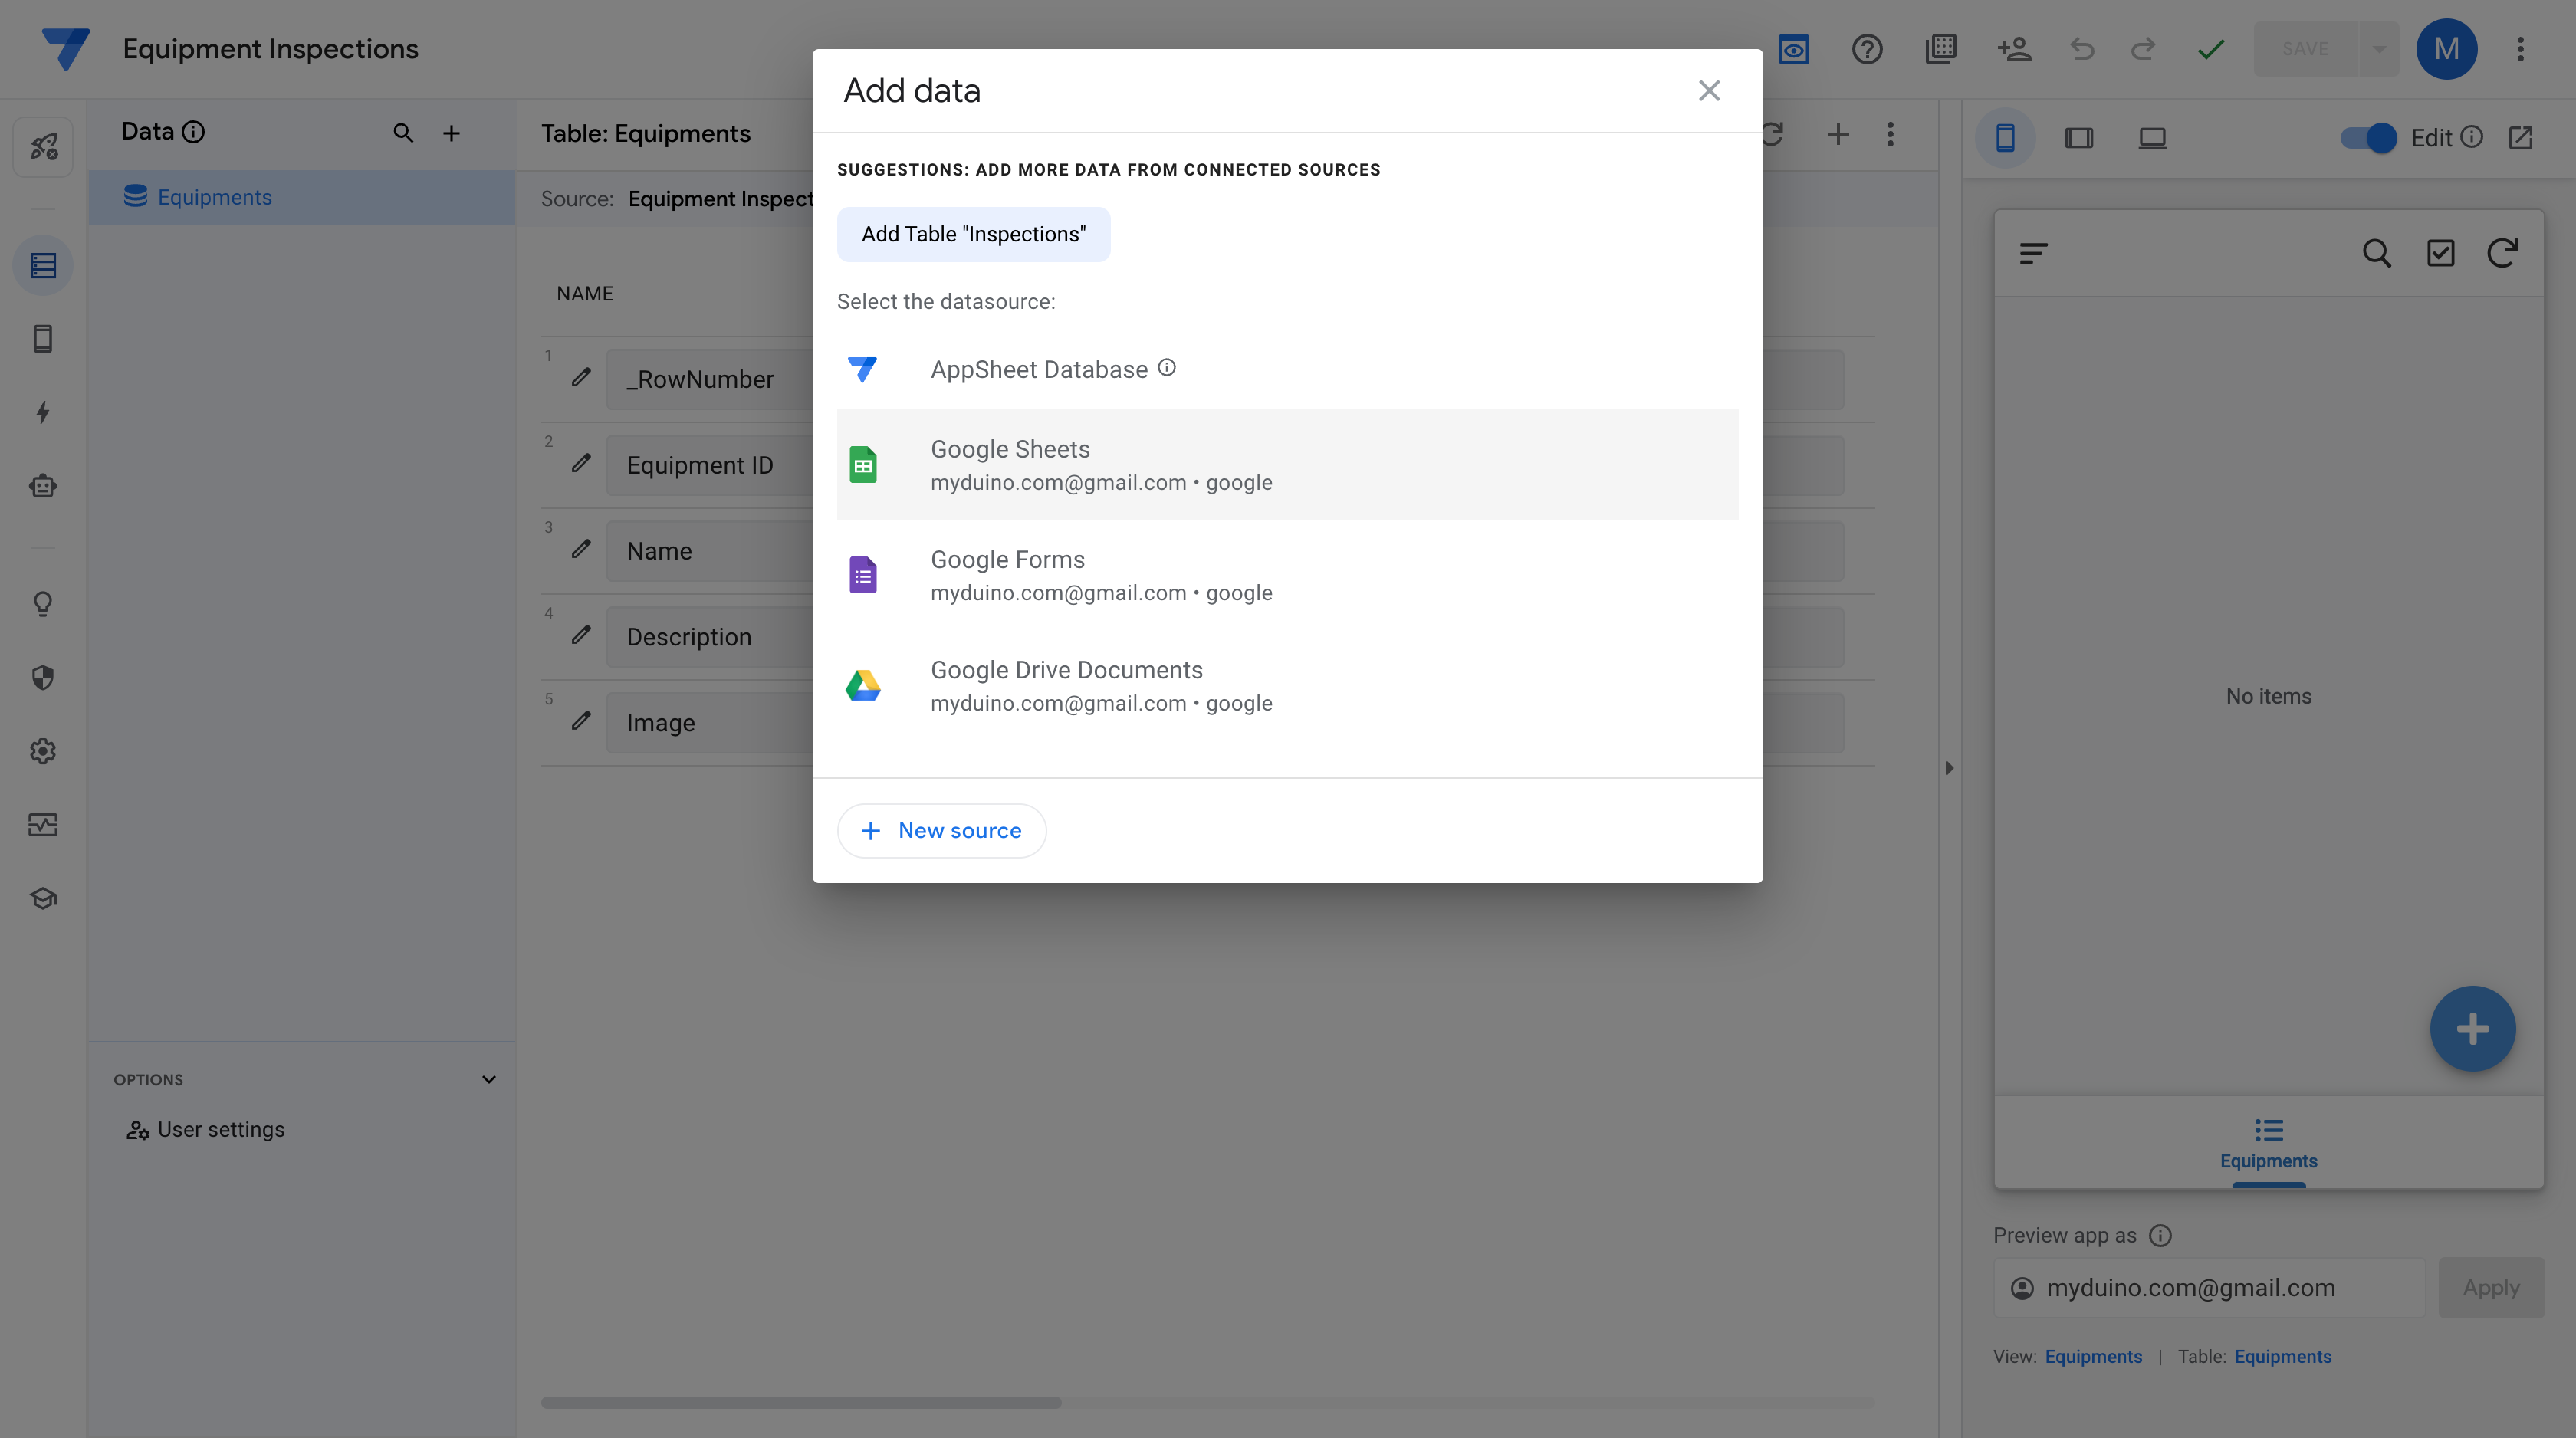 Equipment Inspections
SAVE
M
Data
Equipments
OPTIONS
User settings
Table: Equipments
Source: Equipment Inspect
NAME
1
_RowNumber
2
Equipment ID
3
Name
4
Description
5
Image
Add data
SUGGESTIONS: ADD MORE DATA FROM CONNECTED SOURCES
Add Table "Inspections"
Select the datasource:
AppSheet Database
Google Sheets
myduino.com@gmail.com • google
Google Forms
myduino.com@gmail.com • google
Google Drive Documents
myduino.com@gmail.com • google
New source
Edit
No items
Equipments
Preview app as
myduino.com@gmail.com
Apply
View: Equipments | Table: Equipments